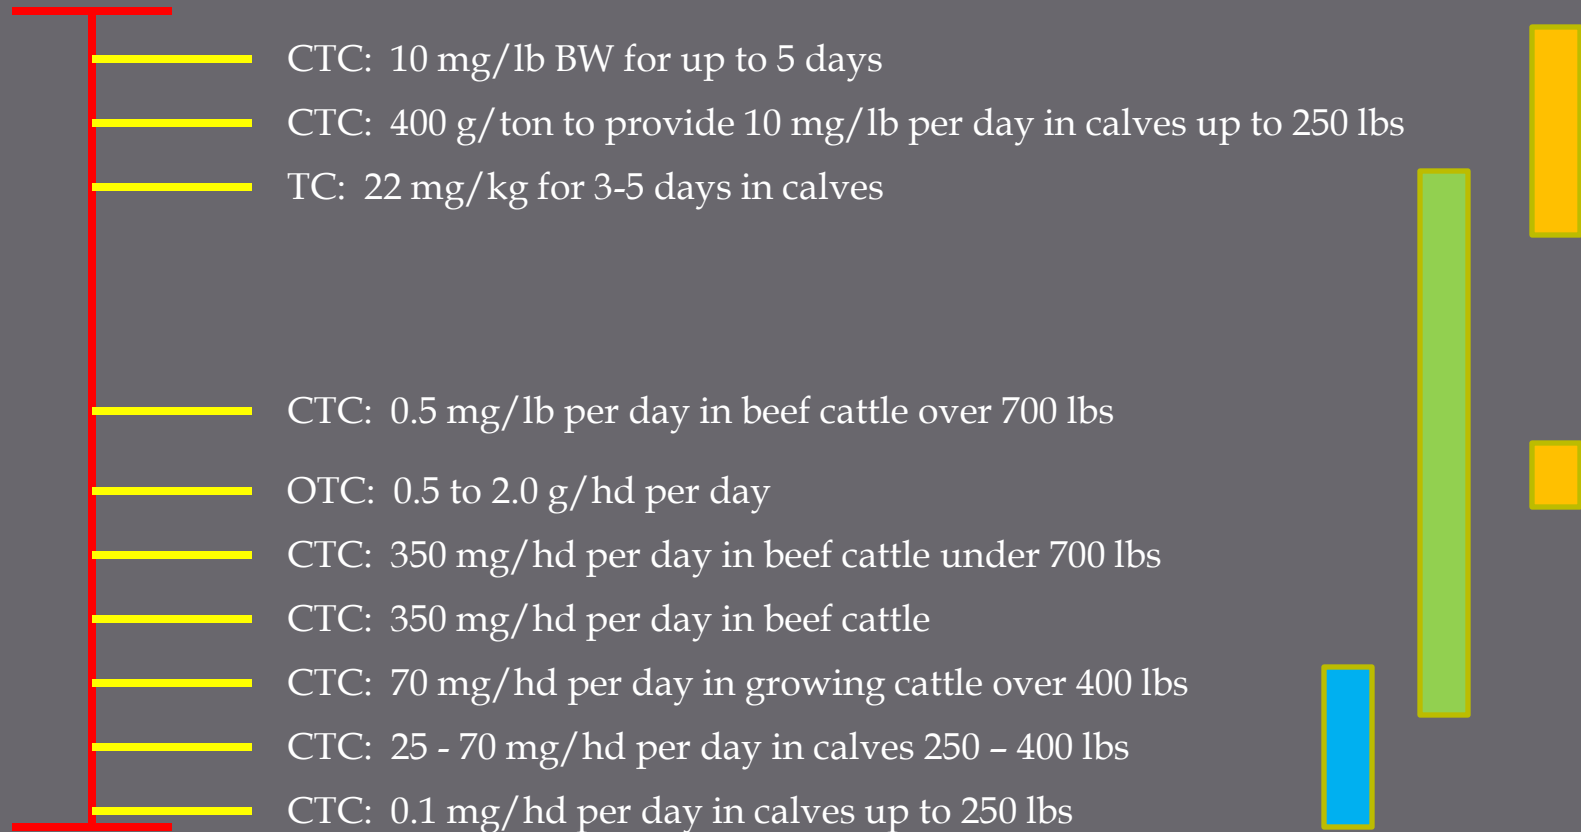 CTC: 10 mg/lb BW for up to 5 days
CTC: 400 g/ton to provide 10 mg/lb per day in calves up to 250 lbs
TC: 22 mg/kg for 3-5 days in calves
CTC: 0.5 mg/lb per day in beef cattle over 700 lbs
OTC: 0.5 to 2.0 g/hd per day
CTC: 350 mg/hd per day in beef cattle under 700 lbs
CTC: 350 mg/hd per day in beef cattle
CTC: 70 mg/hd per day in growing cattle over 400 lbs
CTC: 25 - 70 mg/hd per day in calves 250 – 400 lbs
CTC: 0.1 mg/hd per day in calves up to 250 lbs